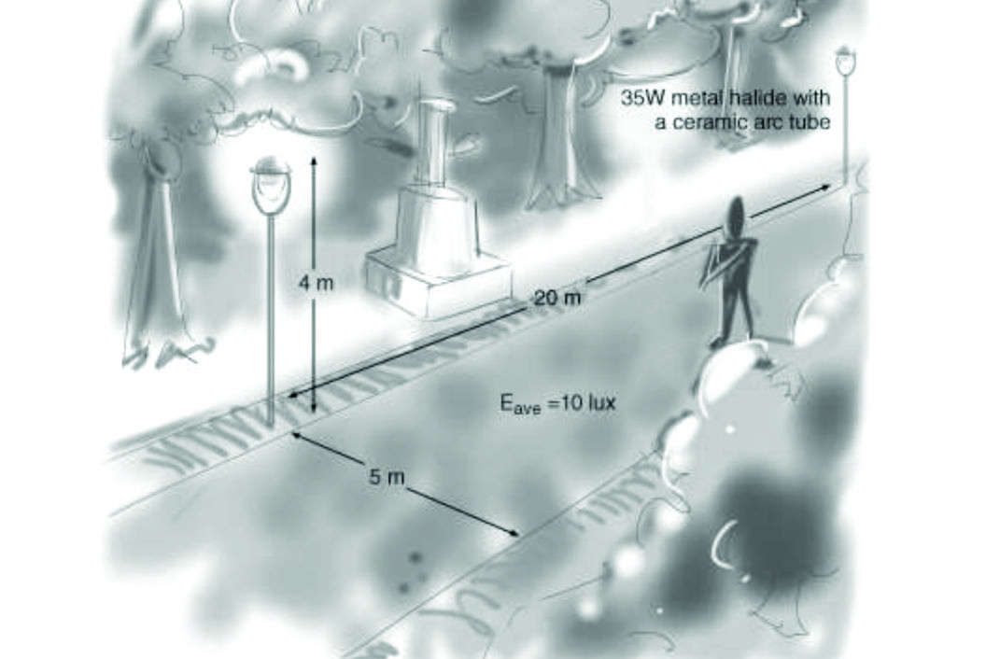 35W metal halide with
a ceramic arc tube
4 m
20 m
Eave =10 lux
5 m